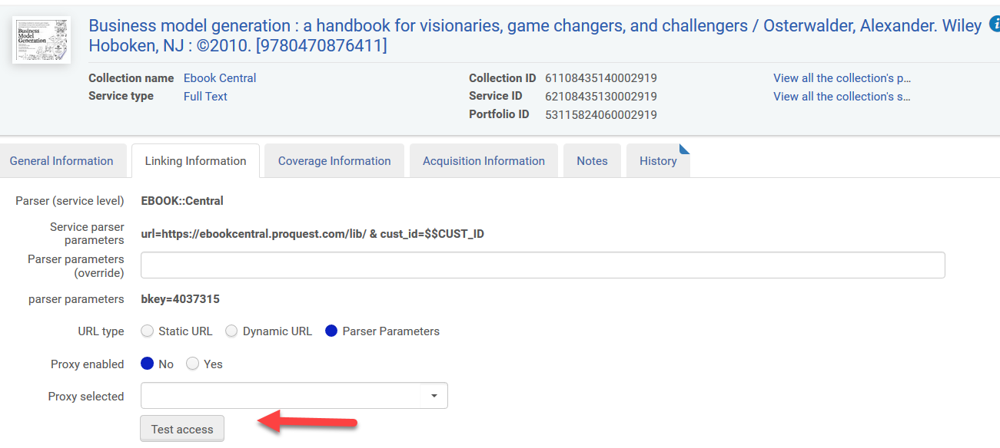 Business
Model
Generation
Business model generation : a handbook for visionaries, game changers, and challengers / Osterwalder, Alexander. Wiley
Hoboken, NJ : ©2010. [9780470876411]
Collection name Ebook Central
Service type Full Text
Collection ID 61108435140002919
Service ID 62108435130002919
Portfolio ID 53115824060002919
View all the collection's p...
View all the collection's s...
General Information Linking Information Coverage Information Acquisition Information Notes History
Parser (service level) EBOOK::Central
Service parser
parameters url=https://ebookcentral.proquest.com/lib/ & cust_id=$$CUST_ID
Parser parameters
(override)
parser parameters bkey=4037315
URL type Static URL Dynamic URL Parser Parameters
Proxy enabled No Yes
Proxy selected
Test access